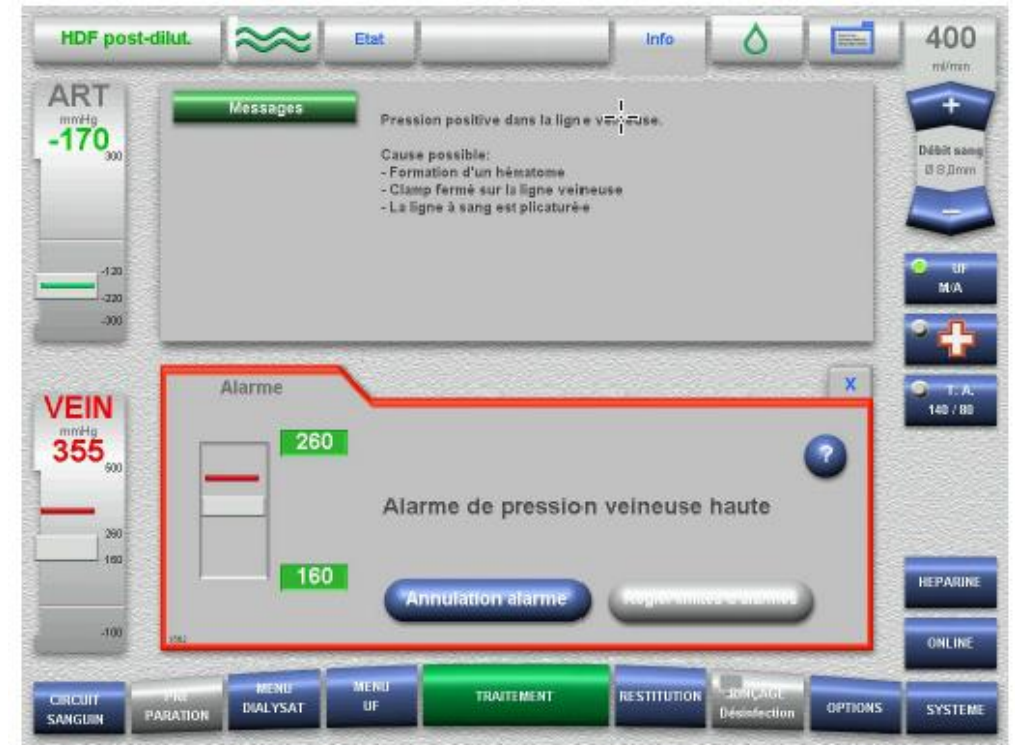 HDF post-dilut.
Etat
Info
400
ml/min
+
Débit sang
Ø 8,0mm
−
ART
mmHg
-170
300
-120
-220
-300
Messages
Pression positive dans la ligne veineuse.
Cause possible:
- Formation d'un hématome
- Clamp fermé sur la ligne veineuse
- La ligne à sang est plicaturée
UF
M/A
T. A.
140 / 80
VEIN
mmHg
355
500
260
160
-100
Alarme
X
260
?
Alarme de pression veineuse haute
160
Annulation alarme
HEPARINE
ONLINE
CIRCUIT
SANGUIN
PARATION
MENU
DIALYSAT
MENU
UF
TRAITEMENT
RESTITUTION
Désinfection
OPTIONS
SYSTEME